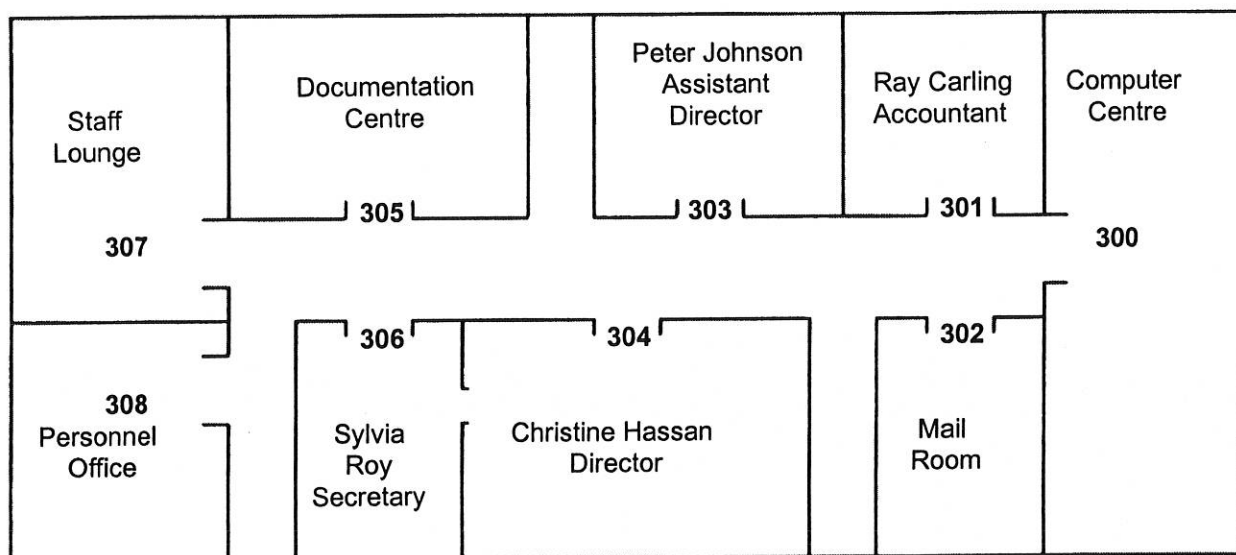 Staff
Lounge
307
Documentation
Centre
305
Peter Johnson
Assistant
Director
303
Ray Carling
Accountant
301
Computer
Centre
300
308
Personnel
Office
306
Sylvia
Roy
Secretary
304
Christine Hassan
Director
302
Mail
Room